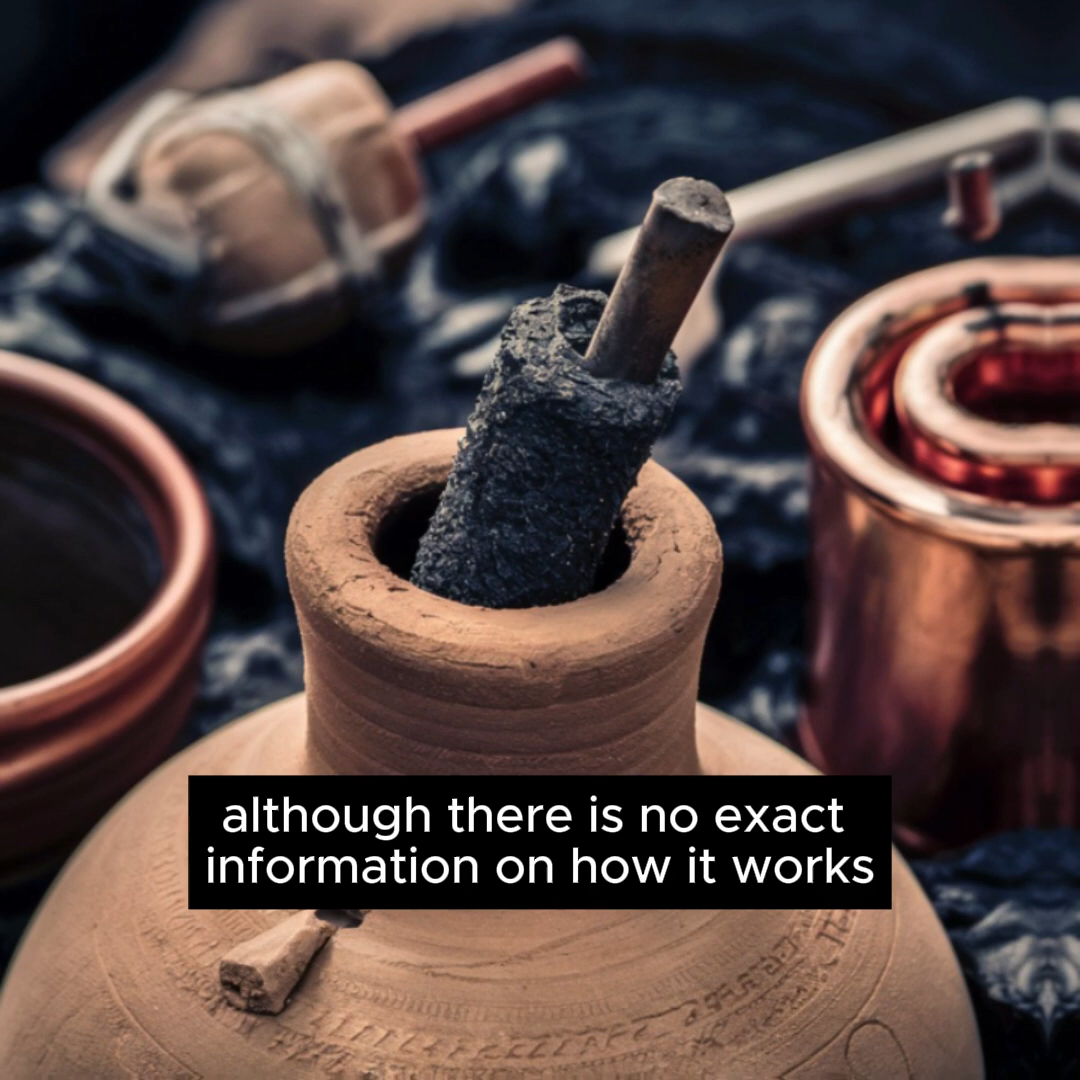 although there is no exact
information on how it works